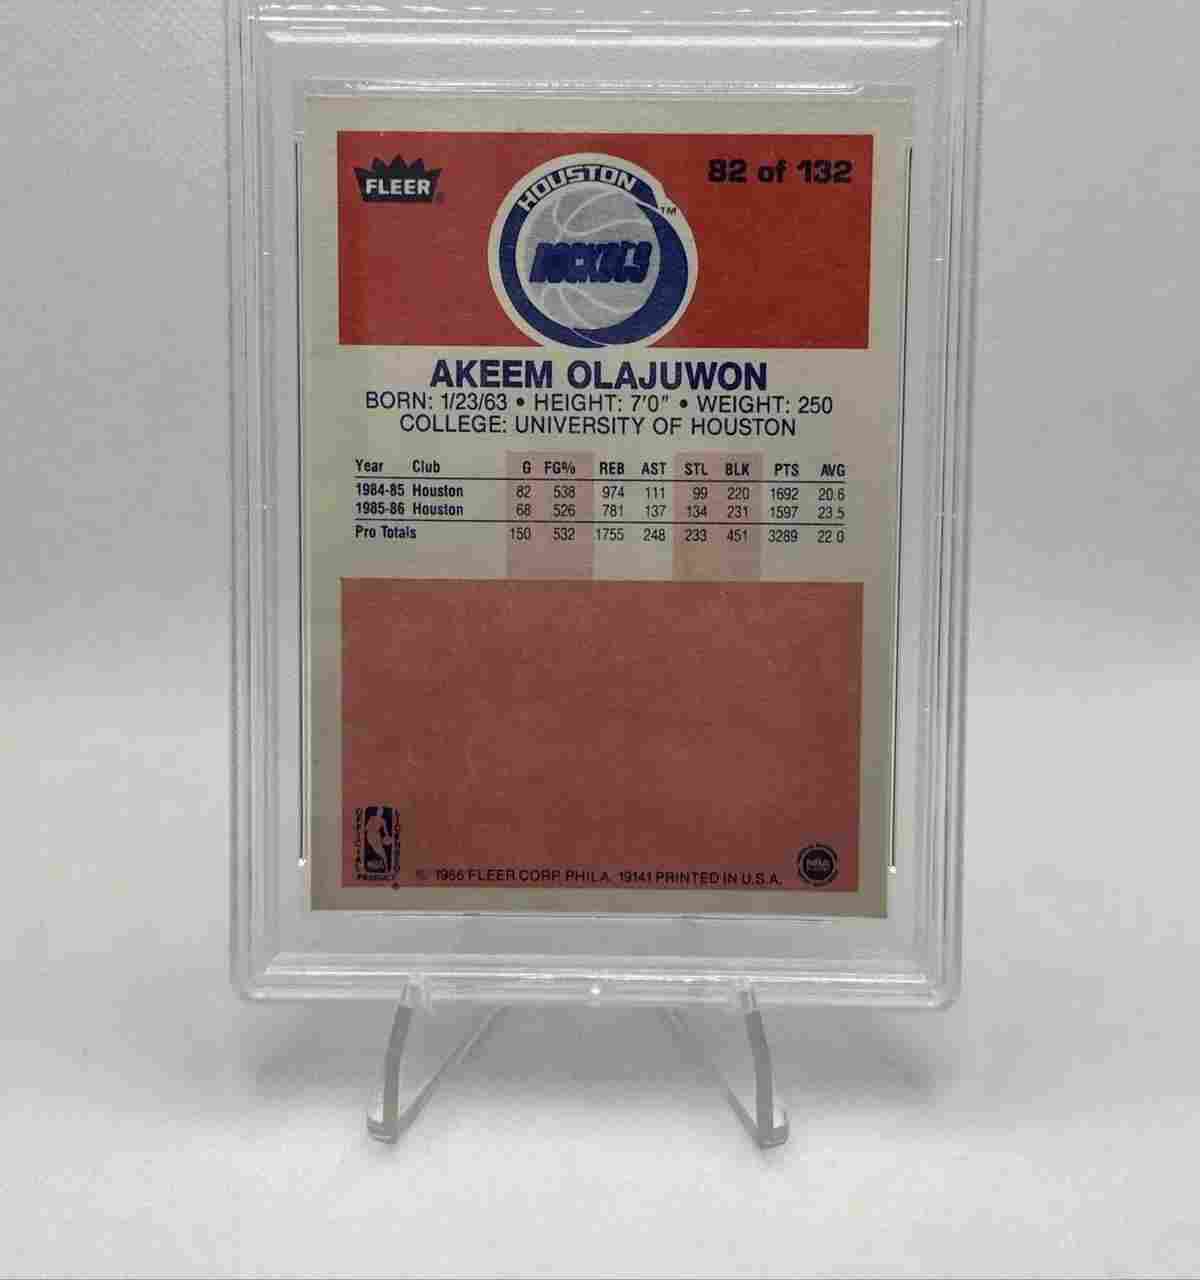 FLEER
82 of 132
HOUSTON
ROCKETS
TM
AKEEM OLAJUWON
BORN: 1/23/63 • HEIGHT: 7'0" • WEIGHT: 250
COLLEGE: UNIVERSITY OF HOUSTON
Year Club G FG% REB AST STL BLK PTS AVG
1984-85 Houston 82 .538 974 111 99 220 1692 20.6
1985-86 Houston 68 .526 781 137 134 231 1597 23.5
Pro Totals 150 .532 1755 248 233 451 3289 22.0
NBA
PRODUCT
© 1986 FLEER CORP. PHILA. 19141 PRINTED IN U.S.A.